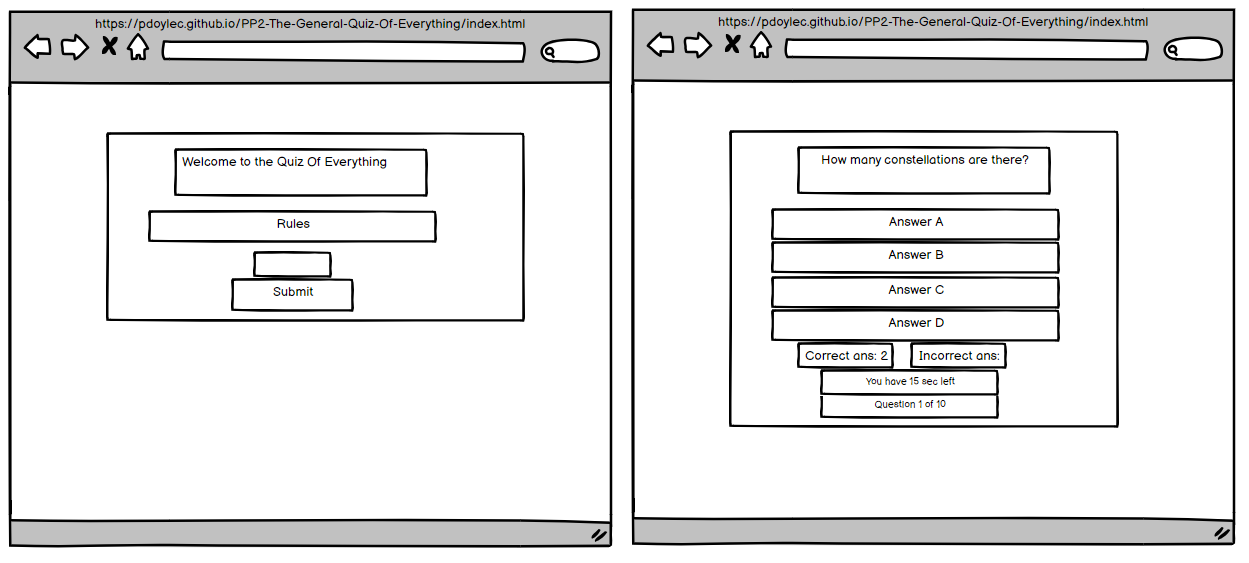 https://pdoylec.github.io/PP2-The-General-Quiz-Of-Everything/index.html
Welcome to the Quiz Of Everything
Rules
Submit
https://pdoylec.github.io/PP2-The-General-Quiz-Of-Everything/index.html
How many constellations are there?
Answer A
Answer B
Answer C
Answer D
Correct ans: 2 Incorrect ans:
You have 15 sec left
Question 1 of 10